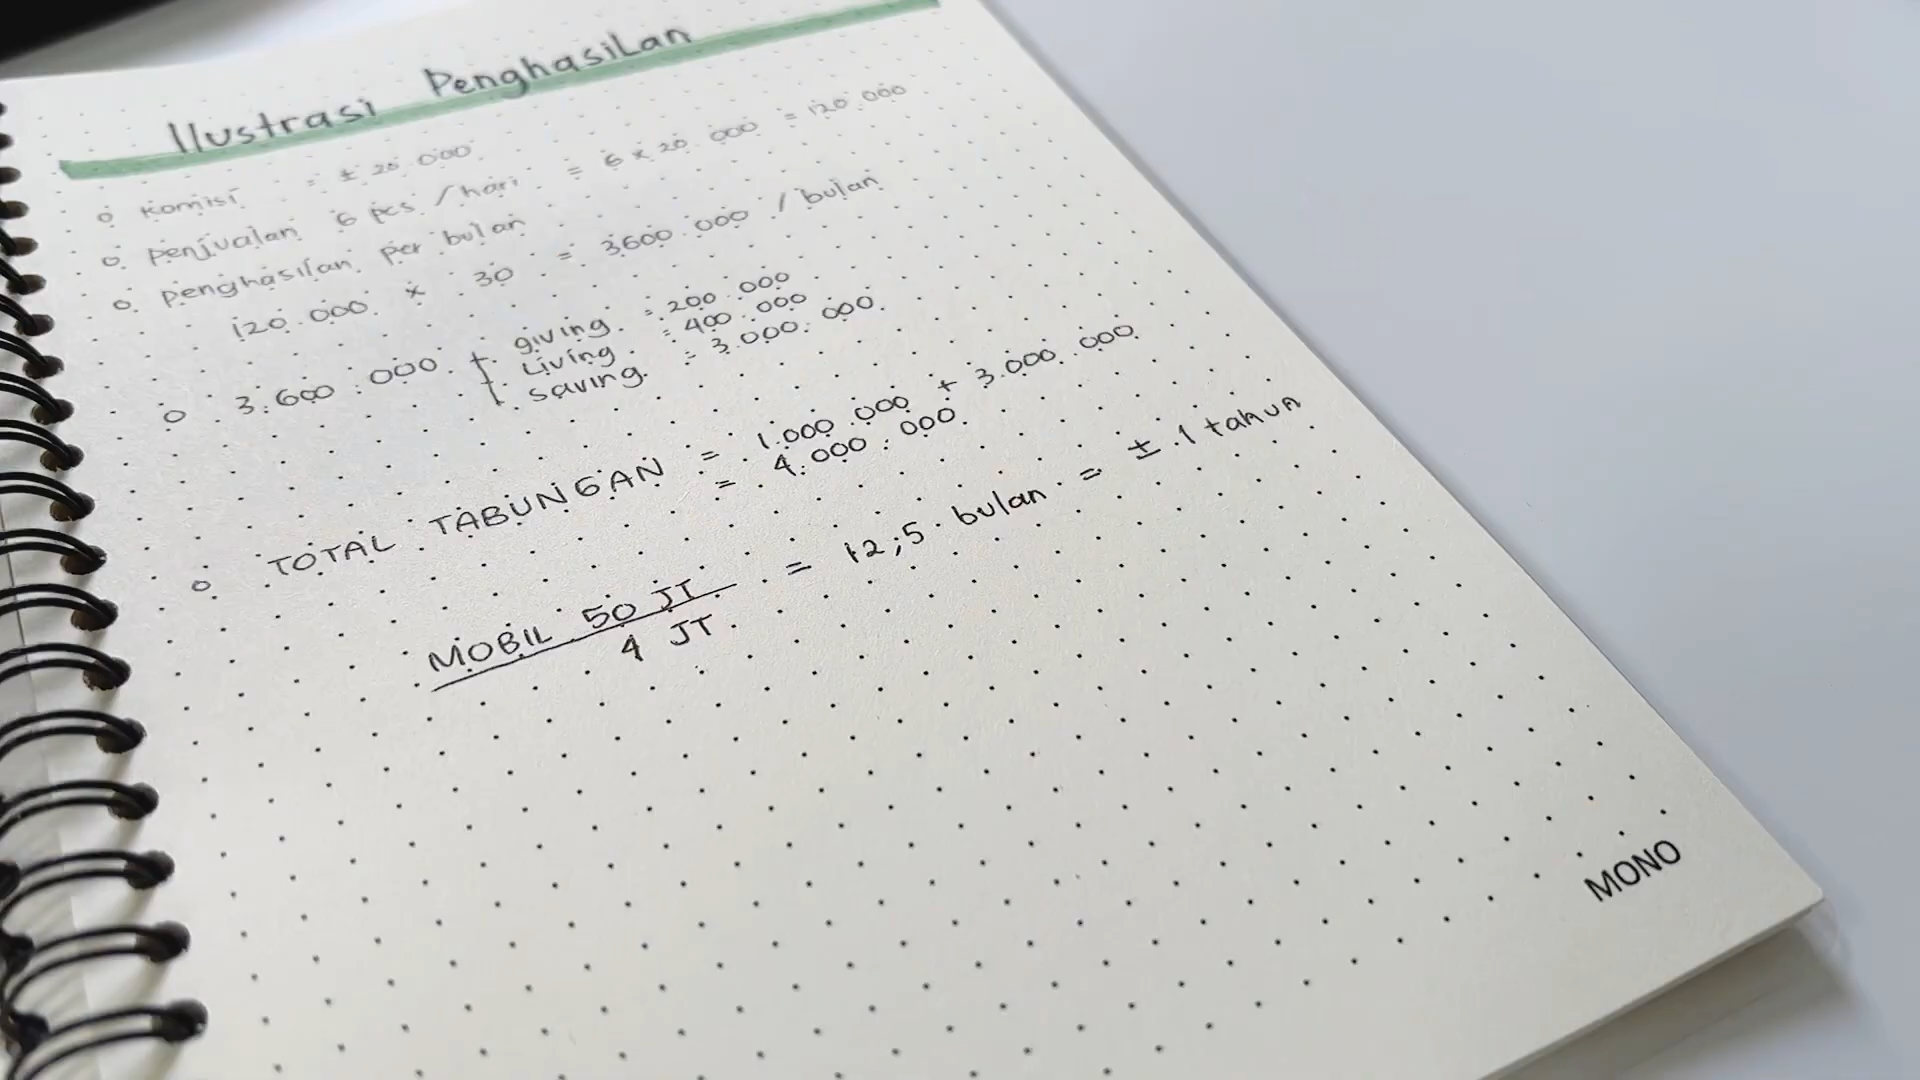 Ilustrasi Penghasilan
o Komisi = ± 20.000
o Penjualan 6 pcs /hari = 6 x 20.000 = 120.000
o Penghasilan per bulan
120.000 x 30 = 3.600.000 / bulan
o 3.600.000 giving = 200.000
Living = 400.000
saving = 3.000.000
o TOTAL TABUNGAN = 1.000.000 + 3.000.000
= 4.000.000
MOBIL 50 JT = 12,5 bulan = ± 1 tahun
4 JT
MONO